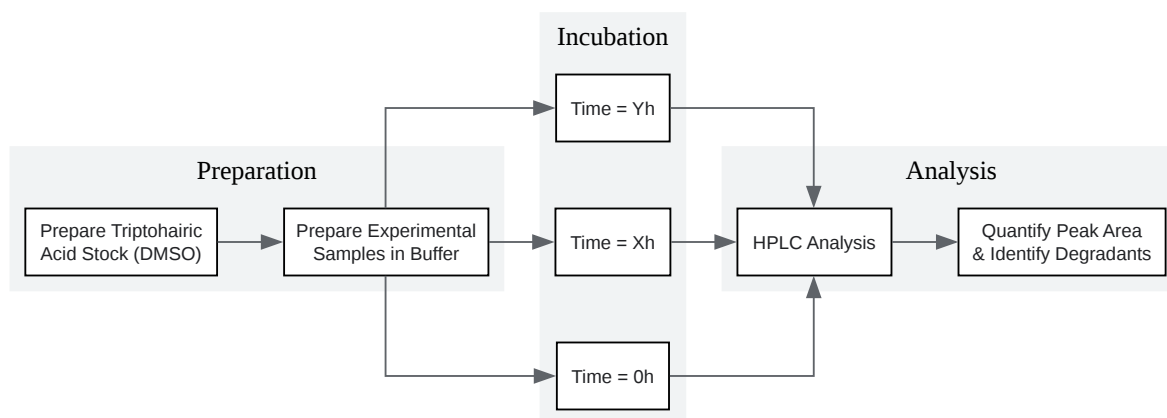 Incubation
Time = Yh
Preparation
Analysis
Prepare Triptohairic
Acid Stock (DMSO)
Prepare Experimental
Samples in Buffer
Time = Xh
HPLC Analysis
Quantify Peak Area
& Identify Degradants
Time = 0h